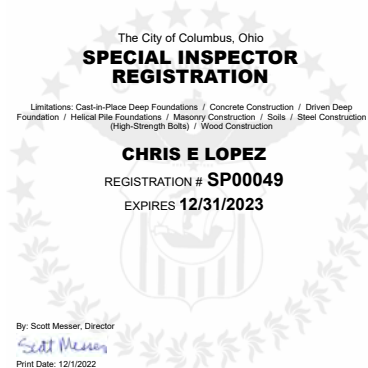 The City of Columbus, Ohio
SPECIAL INSPECTOR
REGISTRATION
Limitations: Cast-in-Place Deep Foundations / Concrete Construction / Driven Deep
Foundation / Helical Pile Foundations / Masonry Construction / Soils / Steel Construction
(High-Strength Bolts) / Wood Construction
CHRIS E LOPEZ
REGISTRATION # SP00049
EXPIRES 12/31/2023
By: Scott Messer, Director
Scott Messer
Print Date: 12/1/2022